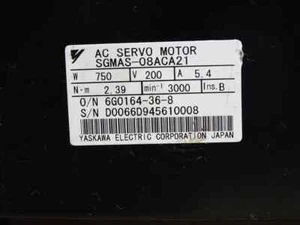 AC SERVO MOTOR
SGMAS-08ACA21
W 750 V 200 A 5.4
N·m 2.39 min⁻¹ 3000 Ins.B
O/N 6G0164-36-8
S/N D0066D945610008
YASKAWA ELECTRIC CORPORATION JAPAN